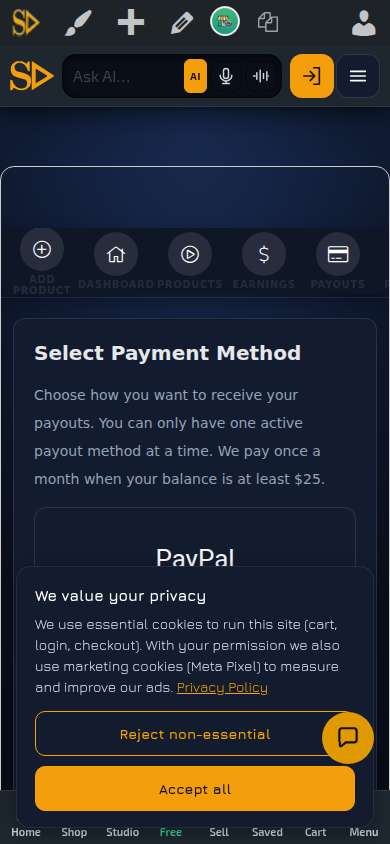 SD
Ask AI...
AI
ADD PRODUCT
DASHBOARD
PRODUCTS
EARNINGS
PAYOUTS
Select Payment Method
Choose how you want to receive your
payouts. You can only have one active
payout method at a time. We pay once a
month when your balance is at least $25.
PayPal
We value your privacy
We use essential cookies to run this site (cart,
login, checkout). With your permission we also
use marketing cookies (Meta Pixel) to measure
and improve our ads. Privacy Policy
Reject non-essential
Accept all
Home
Shop
Studio
Free
Sell
Saved
Cart
Menu